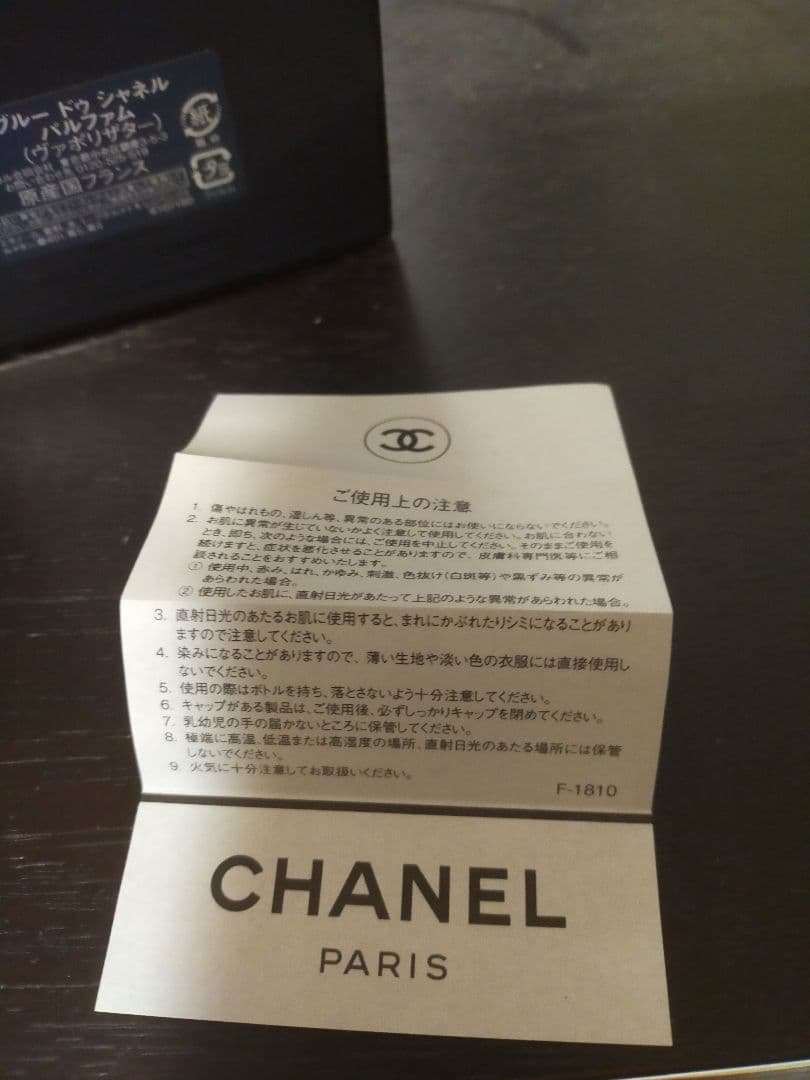 ブルー ドゥ シャネル
パルファム
(ヴァポリザター)
原産国フランス
紙
ご使用上の注意
1. 傷やはれもの、湿しん等、異常のある部位にはお使いにならないでください。
2. お肌に異常が生じていないかよく注意して使用してください。お肌に合わない
とき、即ち、次のような場合には、ご使用を中止してください。そのままご使用を
続けますと、症状を悪化させることがありますので、皮膚科専門医等にご相
談されることをおすすめいたします。
① 使用中、赤み、はれ、かゆみ、刺激、色抜け(白斑等)や黒ずみ等の異常が
あらわれた場合。
② 使用したお肌に、直射日光があたって上記のような異常があらわれた場合。
3. 直射日光のあたるお肌に使用すると、まれにかぶれたりシミになることがあり
ますので注意してください。
4. 染みになることがありますので、薄い生地や淡い色の衣服には直接使用し
ないでください。
5. 使用の際はボトルを持ち、落とさないよう十分注意してください。
6. キャップがある製品は、ご使用後、必ずしっかりキャップを閉めてください。
7. 乳幼児の手の届かないところに保管してください。
8. 極端に高温、低温または高湿度の場所、直射日光のあたる場所には保管
しないでください。
9. 火気に十分注意してお取扱いください。
F-1810
CHANEL
PARIS